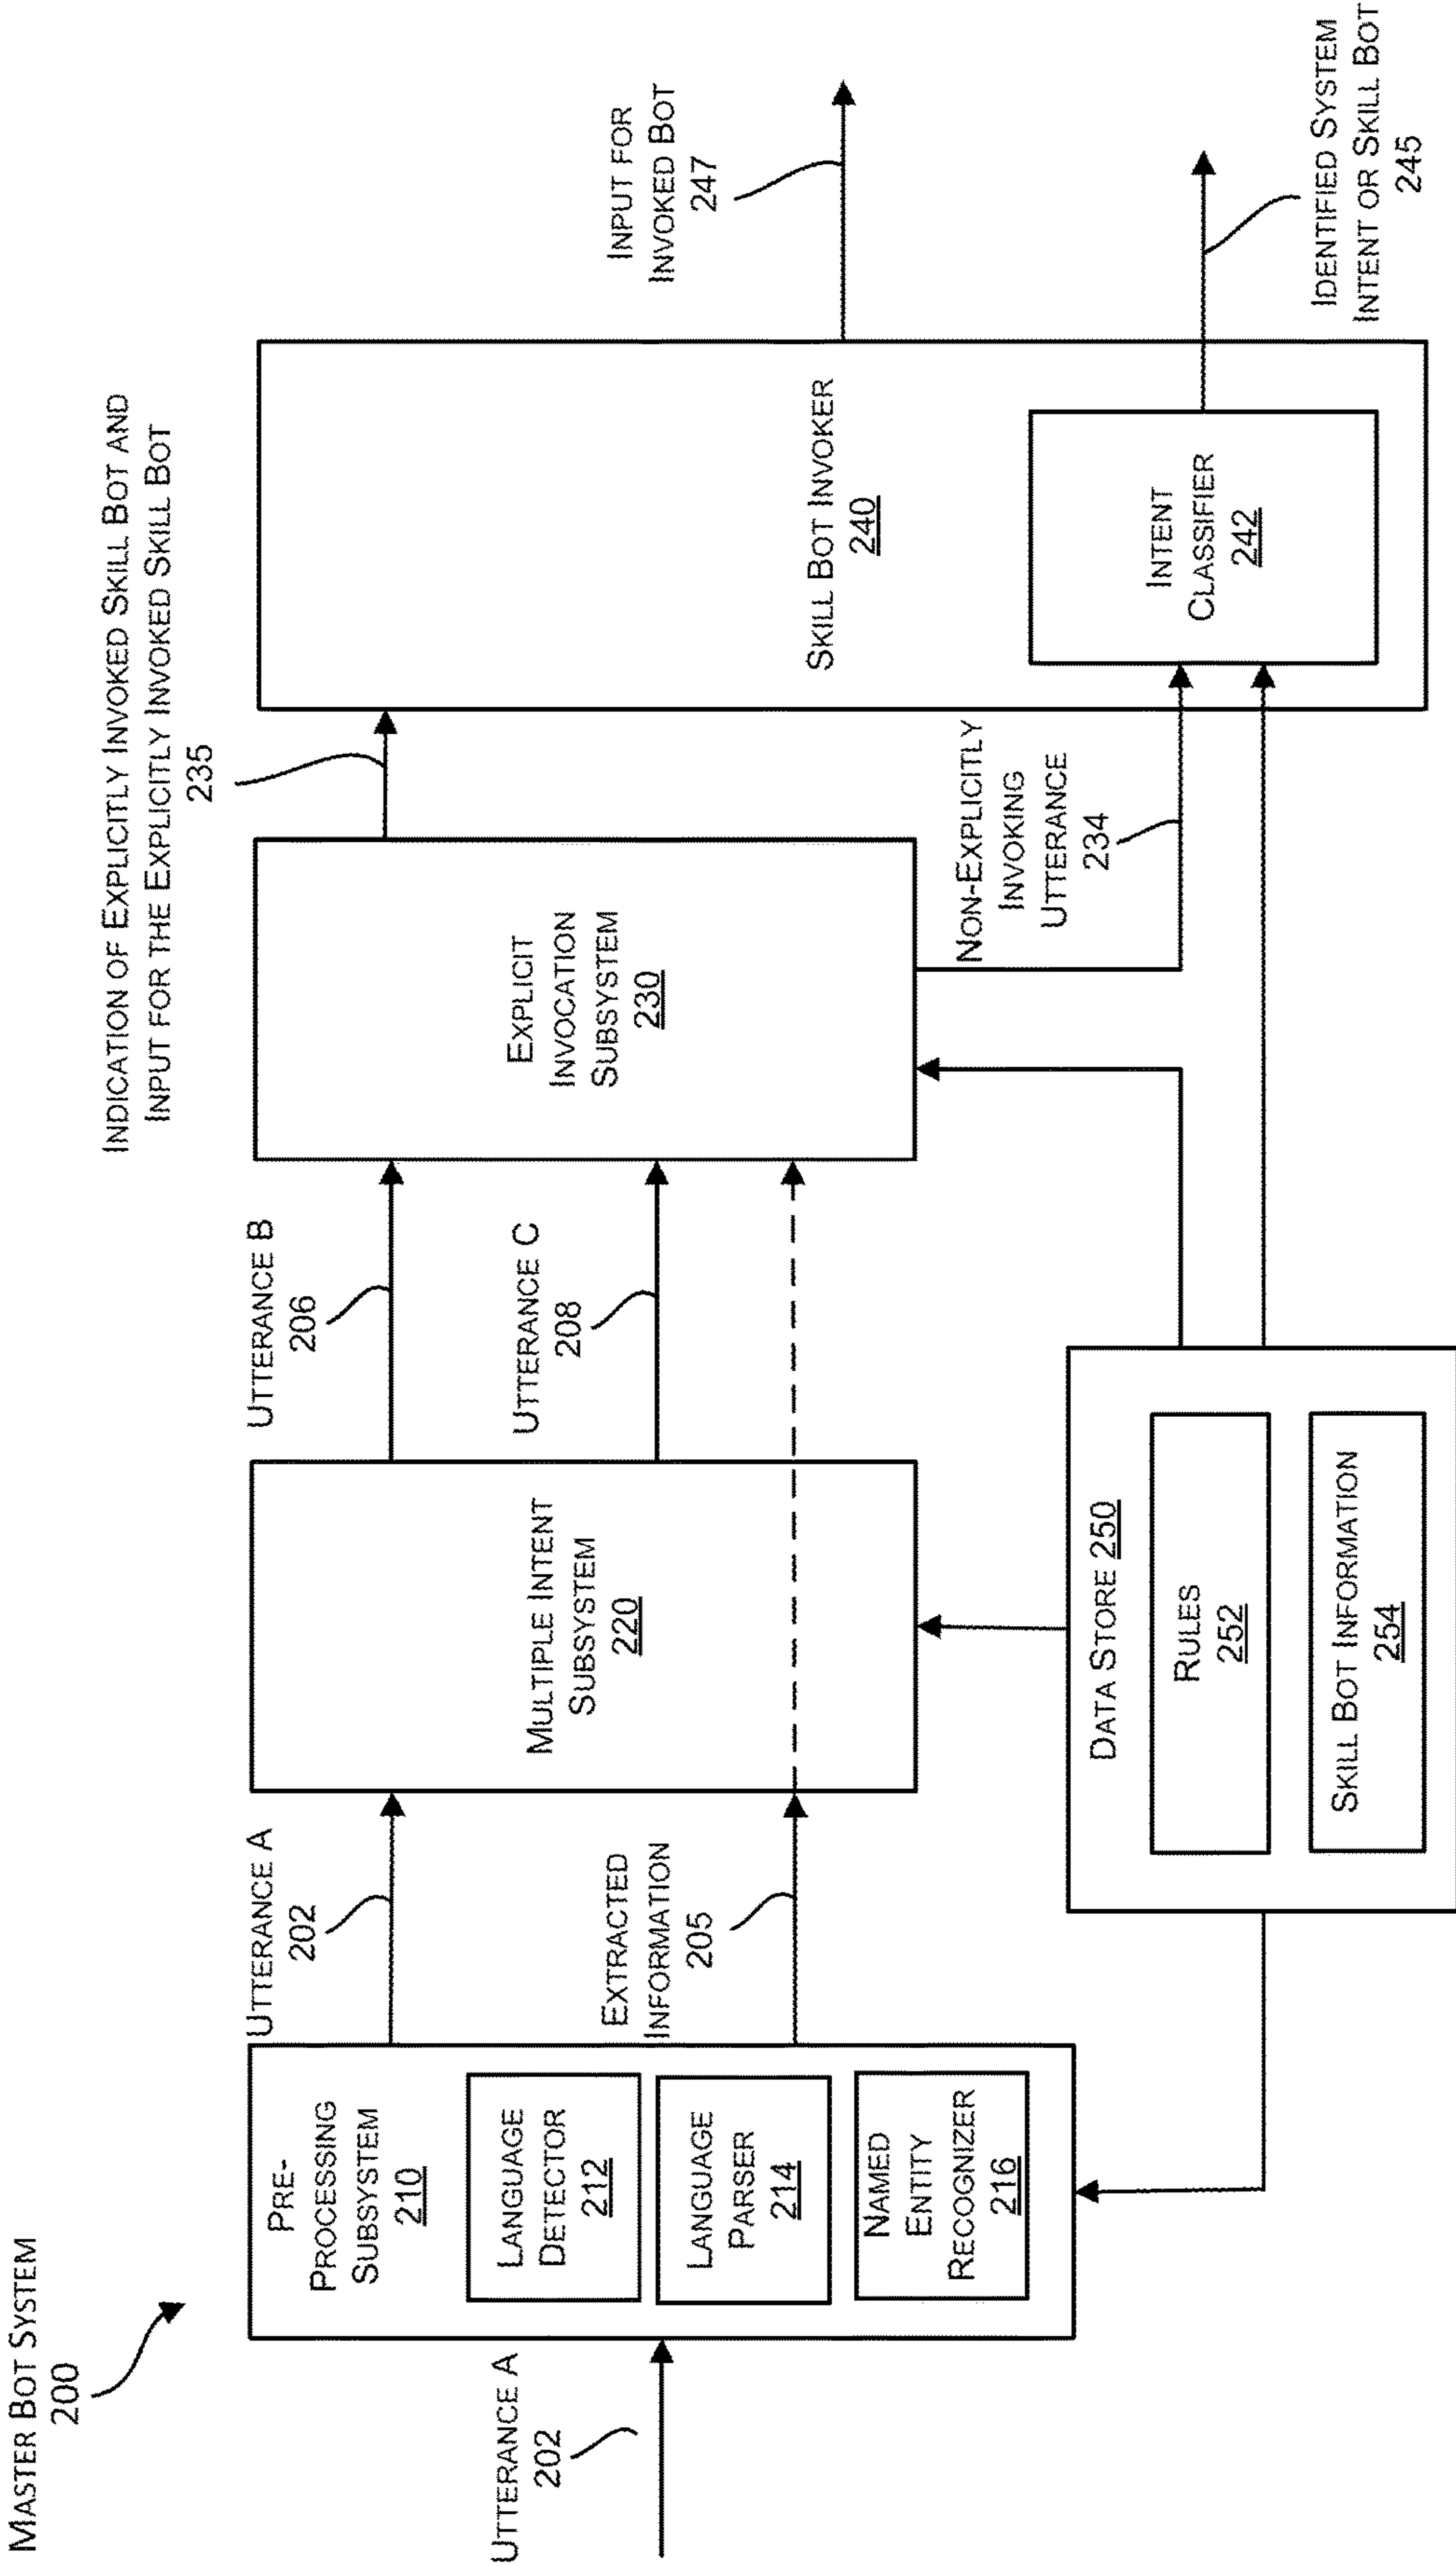 MASTER BOT SYSTEM
200
UTTERANCE A
202
PRE-
PROCESSING
SUBSYSTEM
210
LANGUAGE
DETECTOR
212
LANGUAGE
PARSER
214
NAMED
ENTITY
RECOGNIZER
216
UTTERANCE A
202
EXTRACTED
INFORMATION
205
MULTIPLE INTENT
SUBSYSTEM
220
UTTERANCE B
206
UTTERANCE C
208
EXPLICIT
INVOCATION
SUBSYSTEM
230
INDICATION OF EXPLICITLY INVOKED SKILL BOT AND
INPUT FOR THE EXPLICITLY INVOKED SKILL BOT
235
NON-EXPLICITLY
INVOKING
UTTERANCE
234
SKILL BOT INVOKER
240
INTENT
CLASSIFIER
242
INPUT FOR
INVOKED BOT
247
IDENTIFIED SYSTEM
INTENT OR SKILL BOT
245
DATA STORE 250
RULES
252
SKILL BOT INFORMATION
254